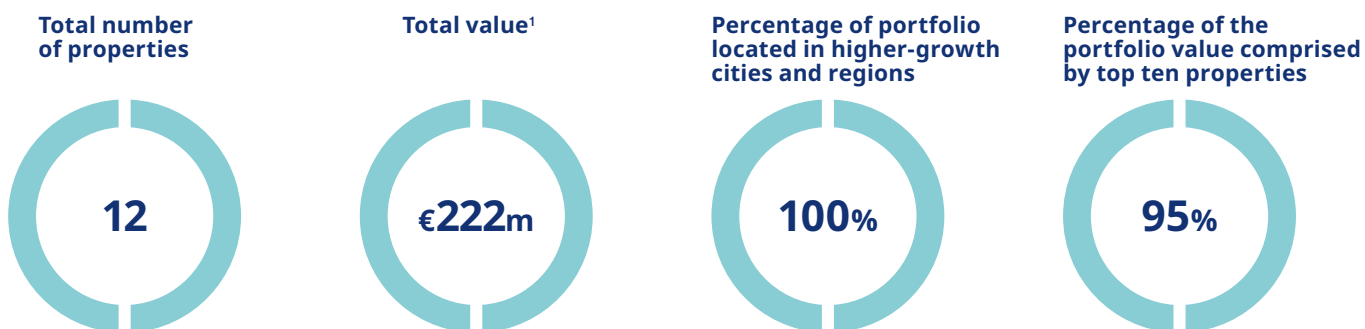 Total number
of properties
12
Total value¹
€222m
Percentage of portfolio
located in higher-growth
cities and regions
100%
Percentage of the
portfolio value comprised
by top ten properties
95%